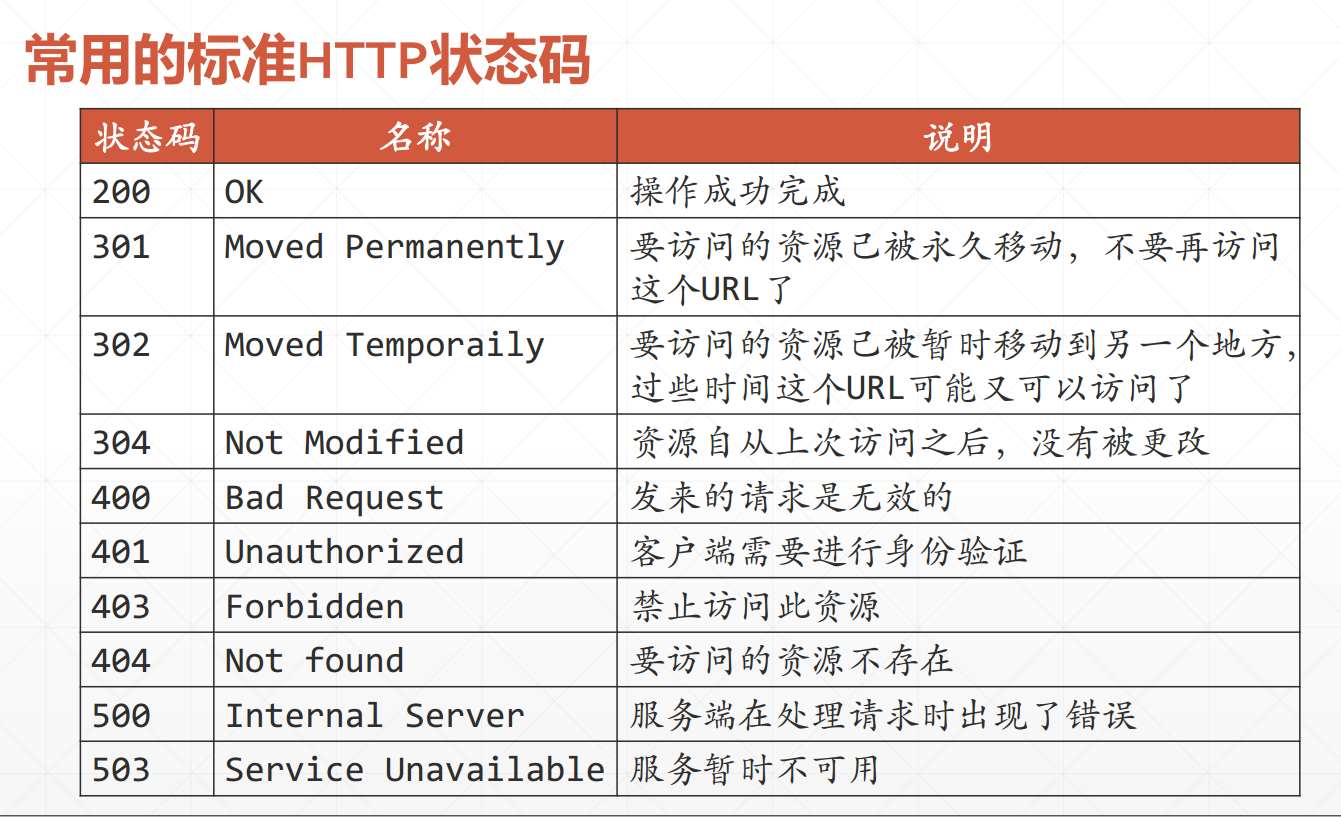 常用的标准HTTP状态码
状态码 名称 说明
200 OK 操作成功完成
301 Moved Permanently 要访问的资源已被永久移动，不要再访问
这个URL了
302 Moved Temporaily 要访问的资源已被暂时移动到另一个地方，
过些时间这个URL可能又可以访问了
304 Not Modified 资源自从上次访问之后，没有被更改
400 Bad Request 发来的请求是无效的
401 Unauthorized 客户端需要进行身份验证
403 Forbidden 禁止访问此资源
404 Not found 要访问的资源不存在
500 Internal Server 服务端在处理请求时出现了错误
503 Service Unavailable 服务暂时不可用